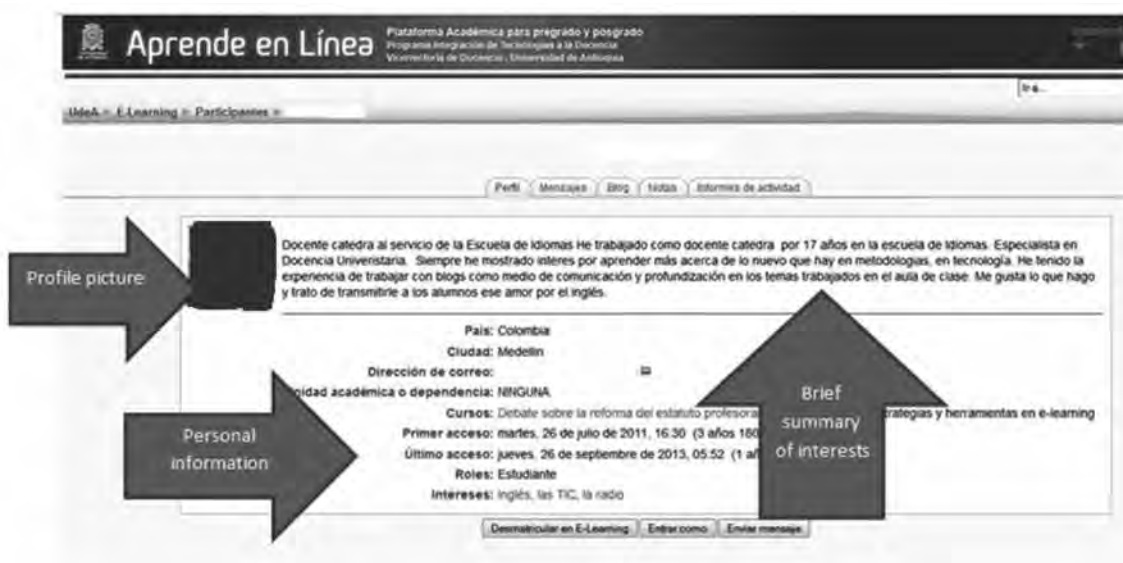 Aprende en Línea
Plataforma Académica para pregrado y posgrado
Programa Integración de Tecnologías a la Docencia
Vicerrectoría de Docencia, Universidad de Antioquia
Ir a...
UdeA » E-Learning » Participantes »
Perfil Mensajes Blog Notas Informes de actividad
Profile picture
Docente catedra al servicio de la Escuela de Idiomas He trabajado como docente catedra por 17 años en la escuela de Idiomas. Especialista en
Docencia Univeristaria. Siempre he mostrado interes por aprender más acerca de lo nuevo que hay en metodologias, en tecnología. He tenido la
experiencia de trabajar con blogs como medio de comunicación y profundización en los temas trabajados en el aula de clase. Me gusta lo que hago
y trato de transmitirle a los alumnos ese amor por el inglés.
País: Colombia
Ciudad: Medellin
Dirección de correo:
nidad académica o dependencia: NINGUNA
Cursos: Debate sobre la reforma del estatuto profesora trategias y herramientas en e-learning
Primer acceso: martes, 26 de julio de 2011, 16:30 (3 años 180
Último acceso: jueves, 26 de septiembre de 2013, 05:52 (1 añ
Roles: Estudiante
Intereses: inglés, las TIC, la radio
Personal
information
Brief
summary
of interests
Desmatricular en E-Learning Entrar como Enviar mensaje